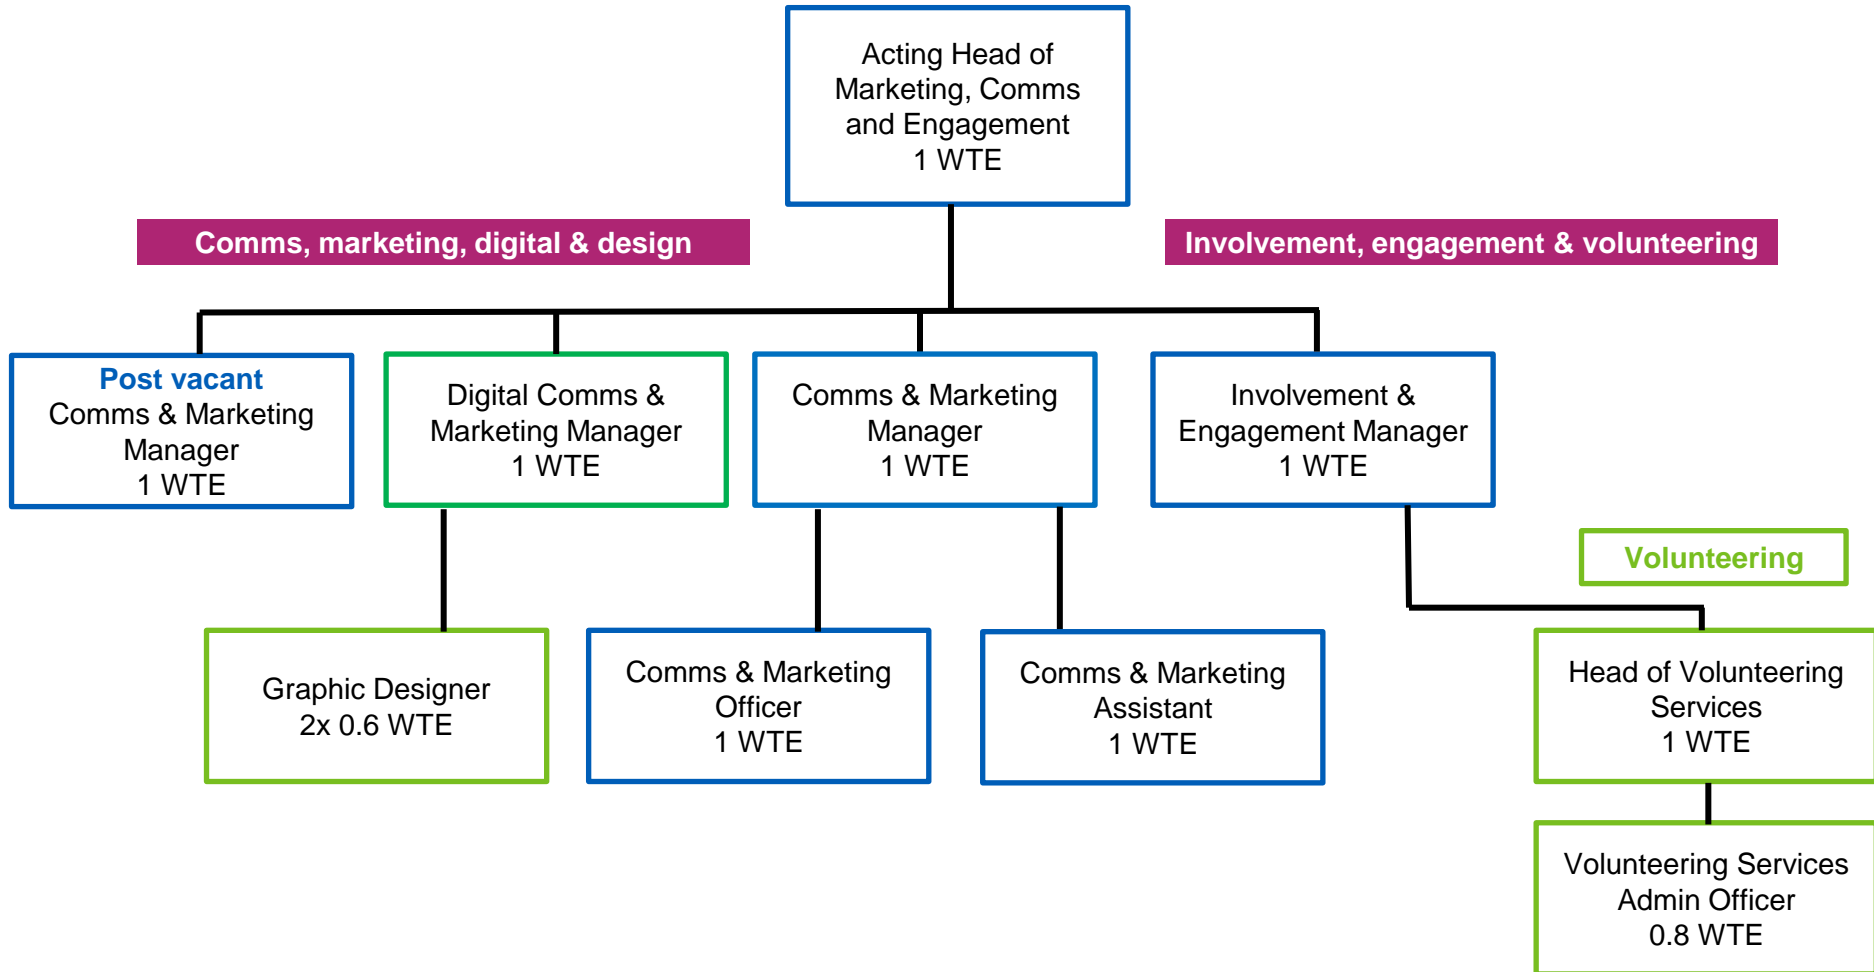 Acting Head of
Marketing, Comms
and Engagement
1 WTE
Comms, marketing, digital & design
Involvement, engagement & volunteering
Post vacant
Comms & Marketing
Manager
1 WTE
Digital Comms &
Marketing Manager
1 WTE
Comms & Marketing
Manager
1 WTE
Involvement &
Engagement Manager
1 WTE
Volunteering
Graphic Designer
2x 0.6 WTE
Comms & Marketing
Officer
1 WTE
Comms & Marketing
Assistant
1 WTE
Head of Volunteering
Services
1 WTE
Volunteering Services
Admin Officer
0.8 WTE